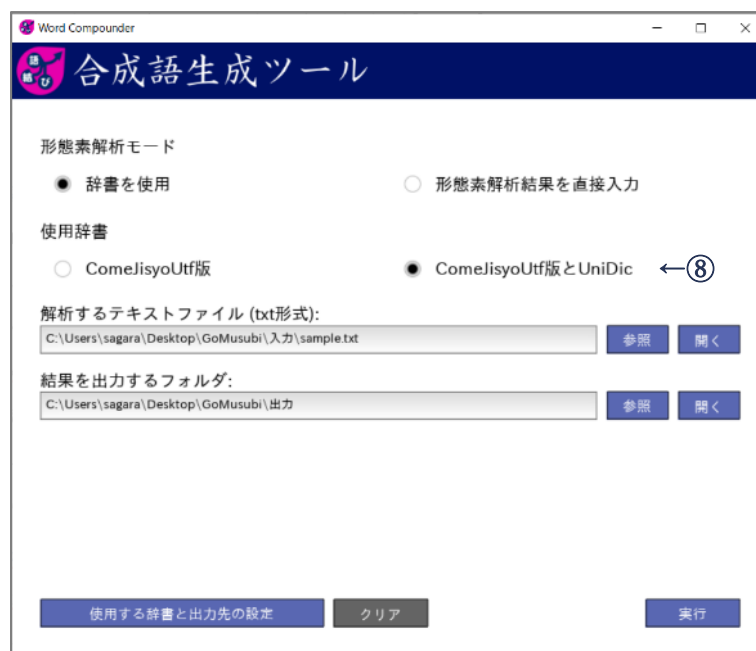 Word Compounder
語結び
合成語生成ツール
形態素解析モード
辞書を使用 形態素解析結果を直接入力
使用辞書
ComeJisyoUtf版 ComeJisyoUtf版とUniDic ←⑧
解析するテキストファイル (txt形式):
C:\Users\sagara\Desktop\GoMusubi\入力\sample.txt 参照 開く
結果を出力するフォルダ:
C:\Users\sagara\Desktop\GoMusubi\出力 参照 開く
使用する辞書と出力先の設定 クリア 実行